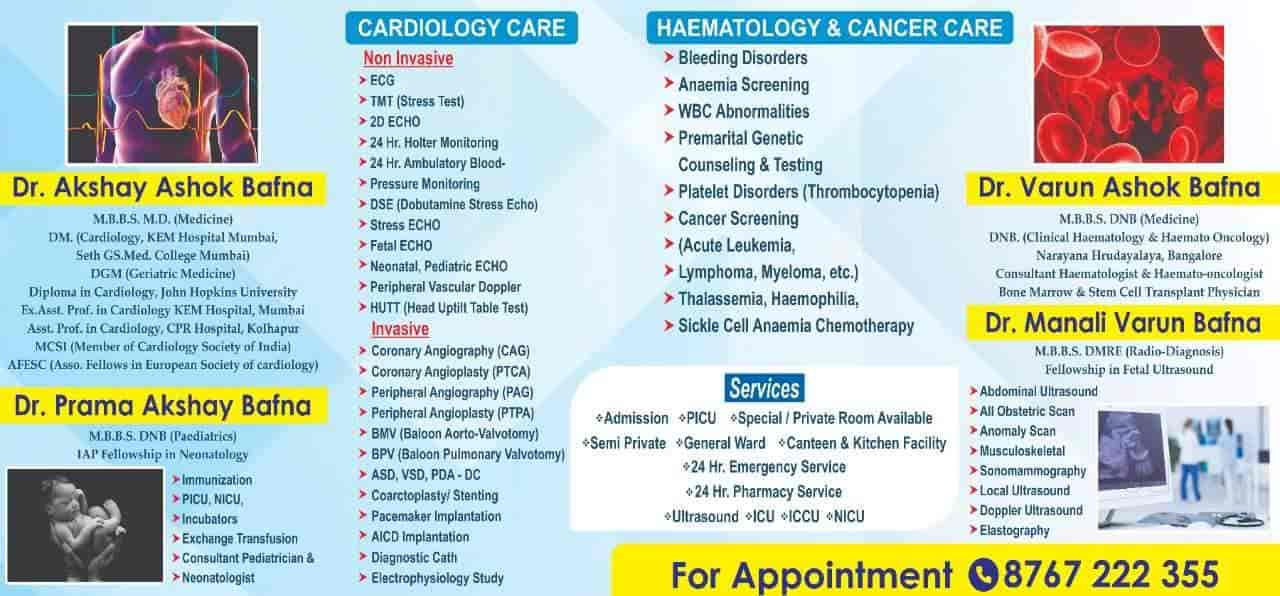 Dr. Akshay Ashok Bafna
M.B.B.S. M.D. (Medicine)
DM. (Cardiology, KEM Hospital Mumbai,
Seth GS.Med. College Mumbai)
DGM (Geriatric Medicine)
Diploma in Cardiology, John Hopkins University
Ex.Asst. Prof. in Cardiology KEM Hospital, Mumbai
Asst. Prof. in Cardiology, CPR Hospital, Kolhapur
MCSI (Member of Cardiology Society of India)
AFESC (Asso. Fellows in European Society of cardiology)
Dr. Prama Akshay Bafna
M.B.B.S. DNB (Paediatrics)
IAP Fellowship in Neonatology
Immunization
PICU, NICU,
Incubators
Exchange Transfusion
Consultant Pediatrician &
Neonatologist
CARDIOLOGY CARE
Non Invasive
ECG
TMT (Stress Test)
2D ECHO
24 Hr. Holter Monitoring
24 Hr. Ambulatory Blood-
Pressure Monitoring
DSE (Dobutamine Stress Echo)
Stress ECHO
Fetal ECHO
Neonatal, Pediatric ECHO
Peripheral Vascular Doppler
HUTT (Head Uptilt Table Test)
Invasive
Coronary Angiography (CAG)
Coronary Angioplasty (PTCA)
Peripheral Angiography (PAG)
Peripheral Angioplasty (PTPA)
BMV (Baloon Aorto-Valvotomy)
BPV (Baloon Pulmonary Valvotomy)
ASD, VSD, PDA - DC
Coarctoplasty/ Stenting
Pacemaker Implantation
AICD Implantation
Diagnostic Cath
Electrophysiology Study
HAEMATOLOGY & CANCER CARE
Bleeding Disorders
Anaemia Screening
WBC Abnormalities
Premarital Genetic
Counseling & Testing
Platelet Disorders (Thrombocytopenia)
Cancer Screening
(Acute Leukemia,
Lymphoma, Myeloma, etc.)
Thalassemia, Haemophilia,
Sickle Cell Anaemia Chemotherapy
Services
Admission PICU Special / Private Room Available
Semi Private General Ward Canteen & Kitchen Facility
24 Hr. Emergency Service
24 Hr. Pharmacy Service
Ultrasound ICU ICCU NICU
Dr. Varun Ashok Bafna
M.B.B.S. DNB (Medicine)
DNB. (Clinical Haematology & Haemato Oncology)
Narayana Hrudayalaya, Bangalore
Consultant Haematologist & Haemato-oncologist
Bone Marrow & Stem Cell Transplant Physician
Dr. Manali Varun Bafna
M.B.B.S. DMRE (Radio-Diagnosis)
Fellowship in Fetal Ultrasound
Abdominal Ultrasound
All Obstetric Scan
Anomaly Scan
Musculoskeletal
Sonomammography
Local Ultrasound
Doppler Ultrasound
Elastography
For Appointment 8767 222 355